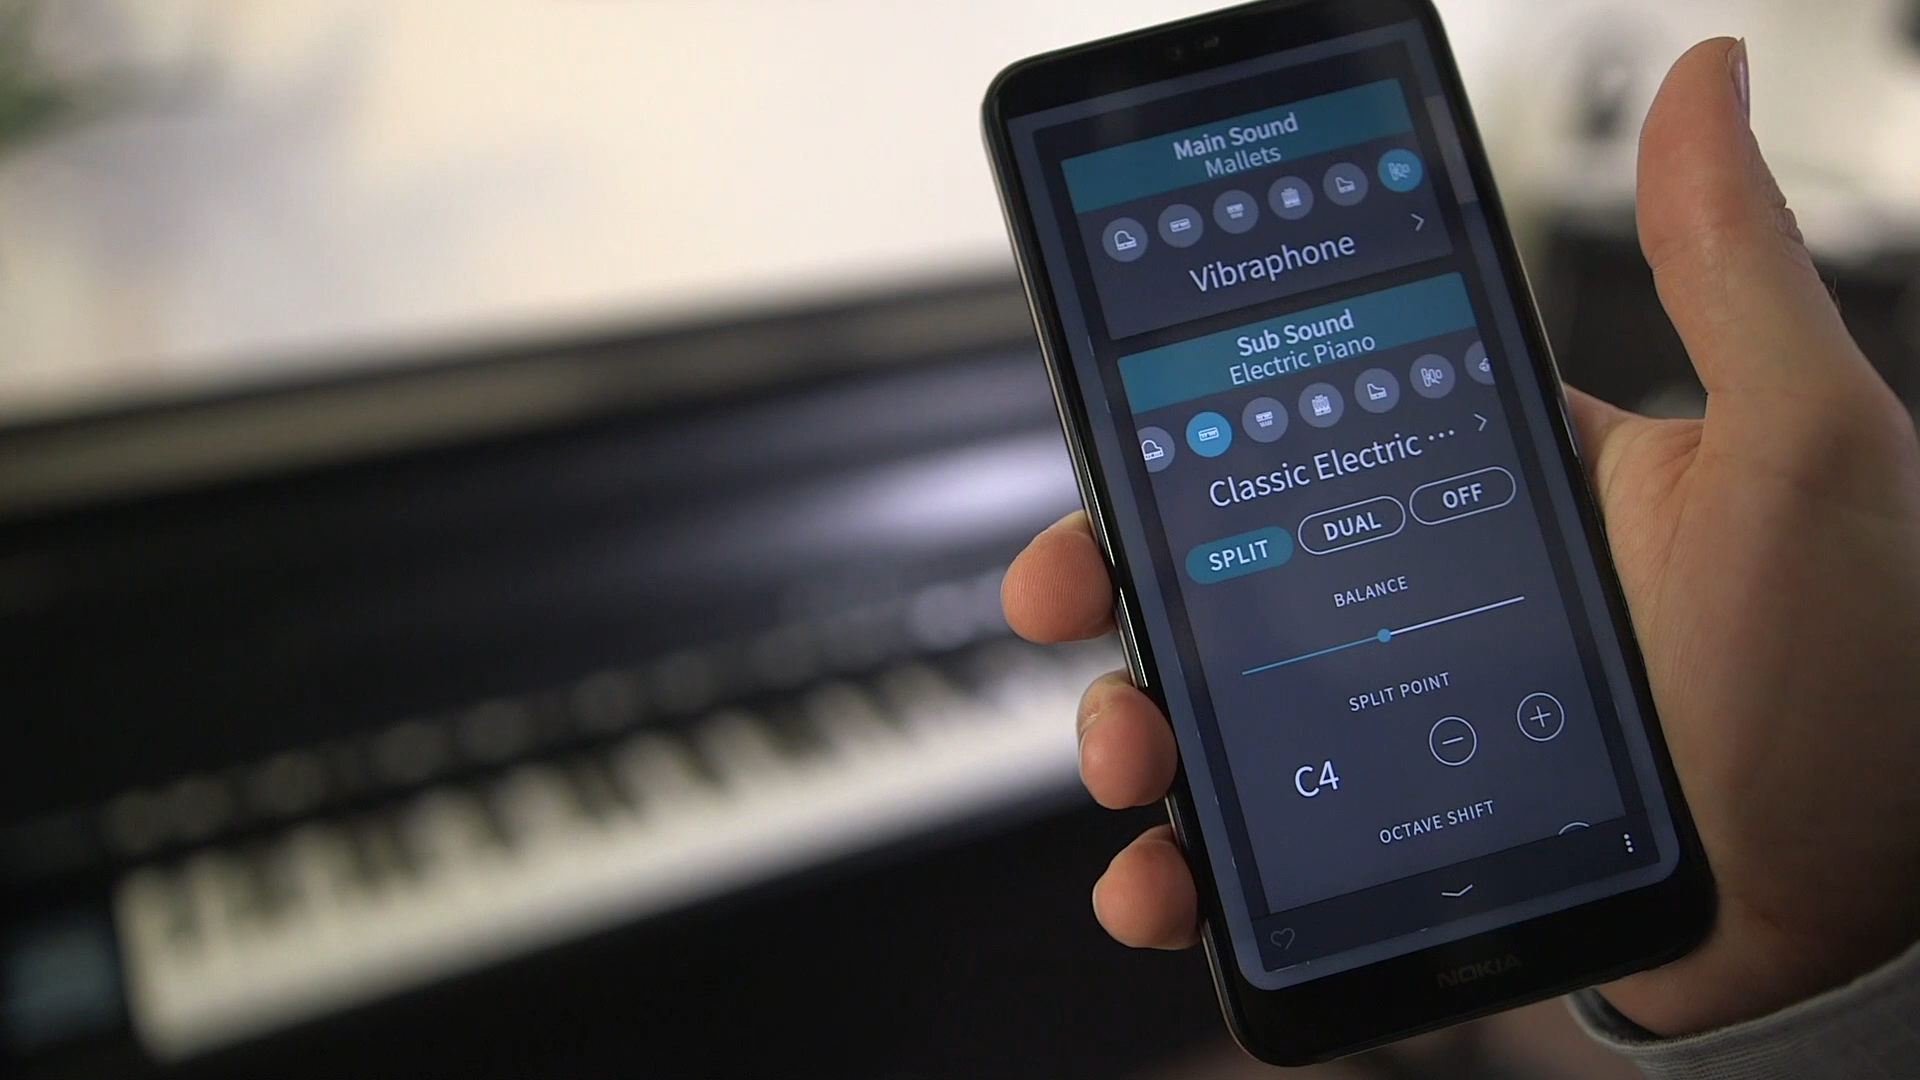 Main Sound
Mallets
Vibraphone
Sub Sound
Electric Piano
Classic Electric ...
SPLIT
DUAL
OFF
BALANCE
SPLIT POINT
C4
OCTAVE SHIFT
NOKIA